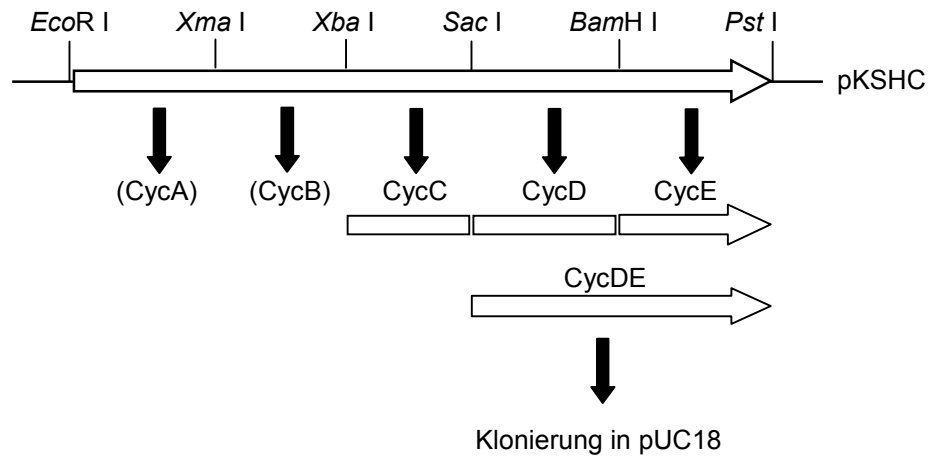 EcoR I Xma I Xba I Sac I BamH I Pst I
pKSHC
(CycA) (CycB) CycC CycD CycE
CycDE
Klonierung in pUC18